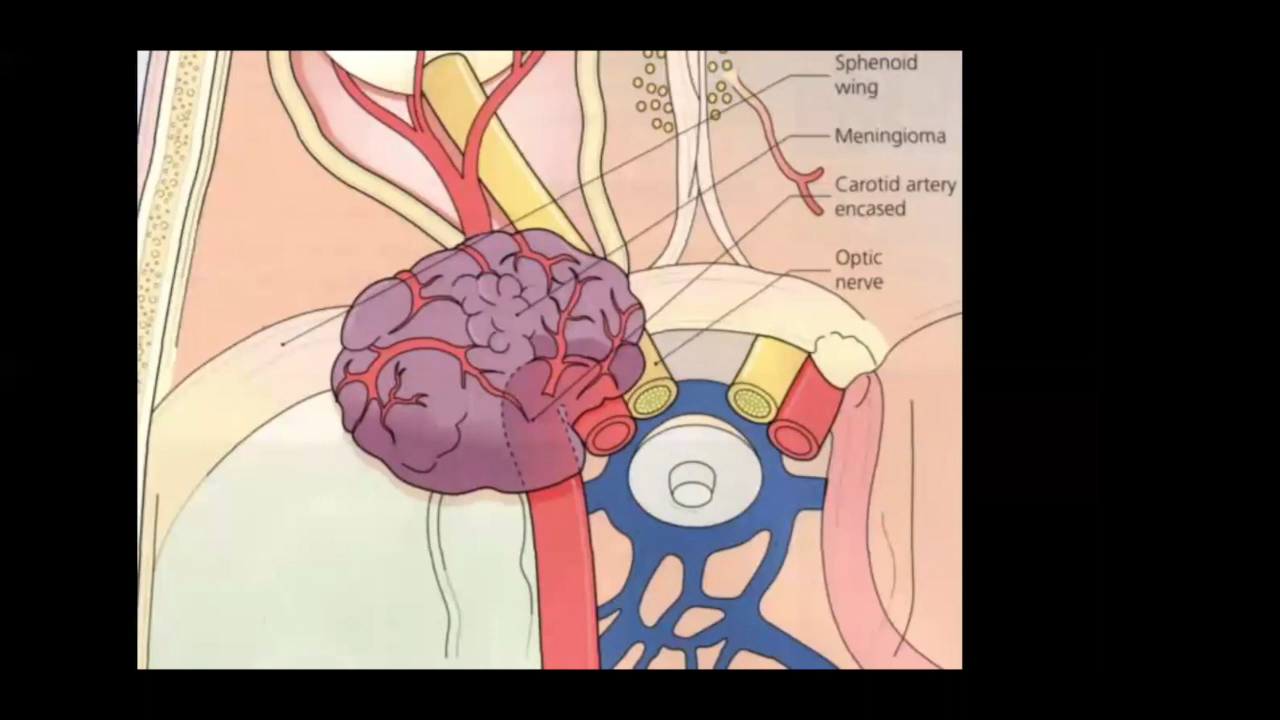 Sphenoid
wing
Meningioma
Carotid artery
encased
Optic
nerve